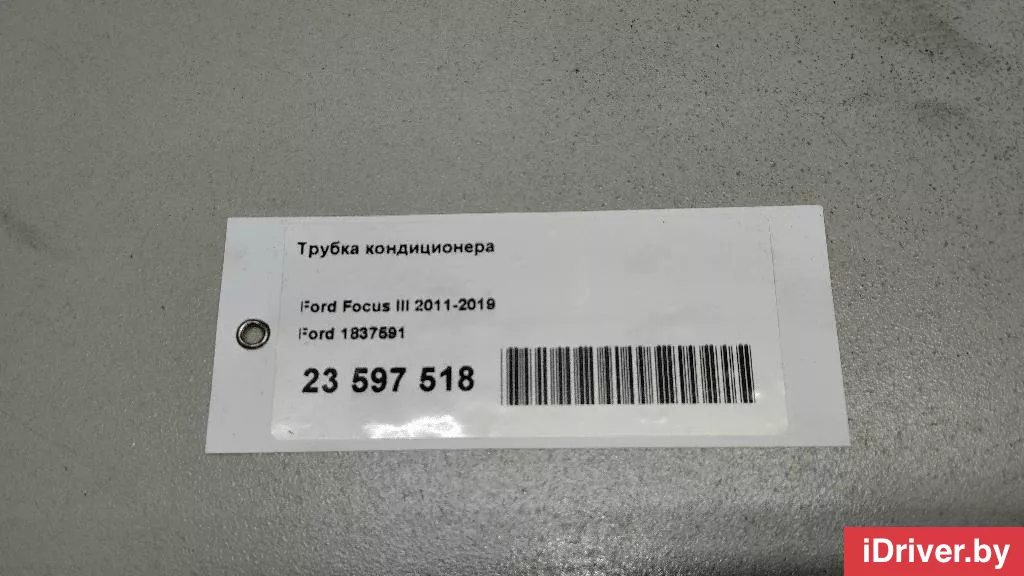 Трубка кондиционера
Ford Focus III 2011-2019
Ford 1837591
23 597 518
iDriver.by